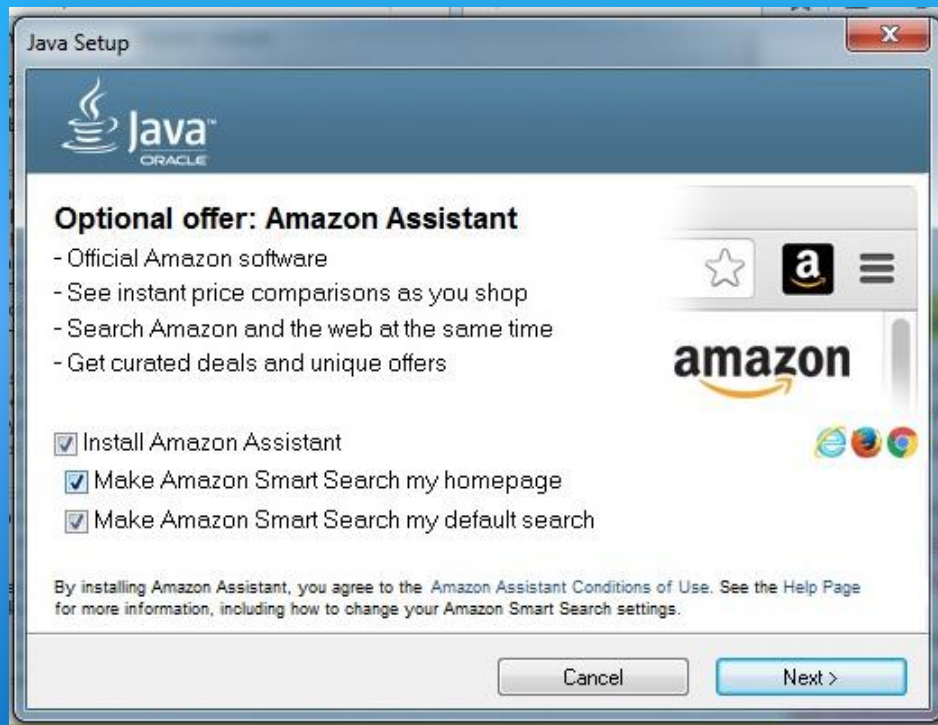 Java Setup
Java™
ORACLE
Optional offer: Amazon Assistant
- Official Amazon software
- See instant price comparisons as you shop
- Search Amazon and the web at the same time
- Get curated deals and unique offers
a
amazon
Install Amazon Assistant
Make Amazon Smart Search my homepage
Make Amazon Smart Search my default search
By installing Amazon Assistant, you agree to the Amazon Assistant Conditions of Use. See the Help Page
for more information, including how to change your Amazon Smart Search settings.
Cancel
Next >